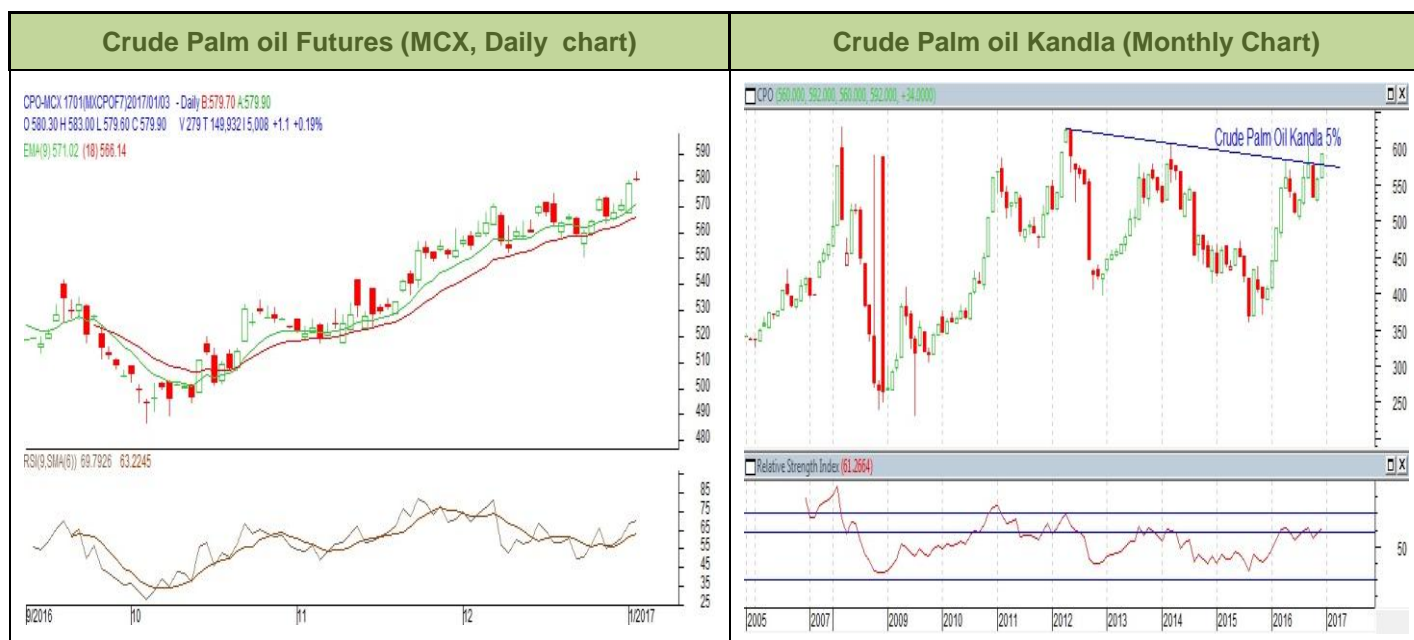 Crude Palm oil Futures (MCX, Daily chart)
CPO-MCX 1701(MXCPOF7)2017/01/03 - Daily B:579.70 A:579.90
O 580.30 H 583.00 L 579.60 C 579.90 V 279 T 149,932 I 5,008 +1.1 +0.19%
EMA(9) 571.02 (18) 566.14
590
580
570
560
550
540
530
520
510
500
490
480
RSI(9,SMA(6)) 69.7926 63.2245
85
75
65
55
45
35
25
9/2016 10 11 12 1/2017
Crude Palm oil Kandla (Monthly Chart)
CPO (560.000, 592.000, 560.000, 592.000, +34.0000)
Crude Palm Oil Kandla 5%
600
550
500
450
400
350
300
250
Relative Strength Index (61.2664)
50
2005 2007 2009 2010 2011 2012 2013 2014 2015 2016 2017